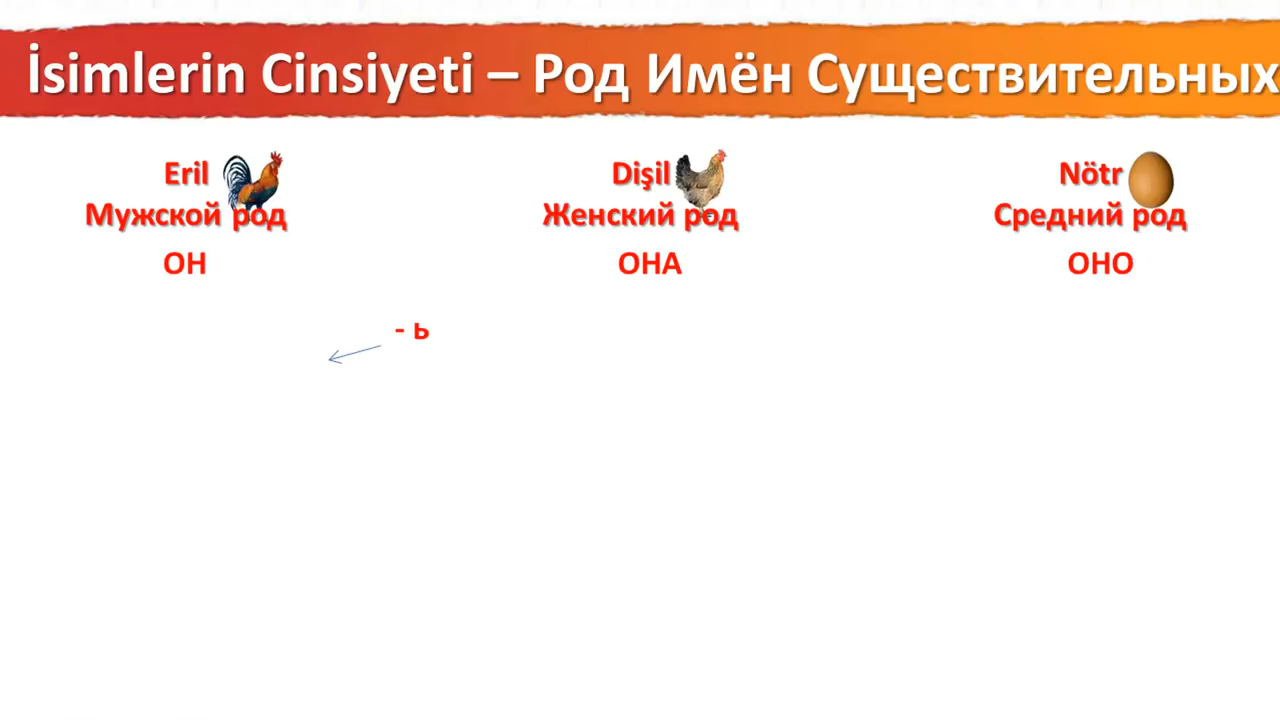 İsimlerin Cinsiyeti – Род Имён Существительных
Eril
Мужской род
ОН
Dişil
Женский род
ОНА
Nötr
Средний род
ОНО
- ь